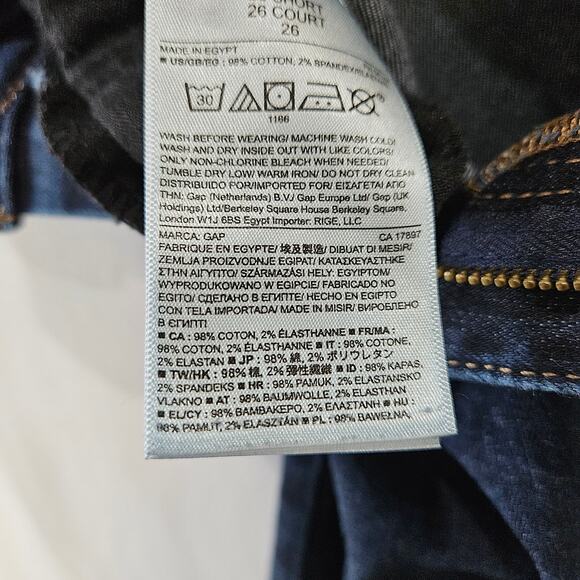 SHORT
26 COURT
26
MADE IN EGYPT
■ US/GB/EG : 98% COTTON, 2% SPANDEX/ELASTANE
30
1166
WASH BEFORE WEARING/ MACHINE WASH COLD/
WASH AND DRY INSIDE OUT WITH LIKE COLORS/
ONLY NON-CHLORINE BLEACH WHEN NEEDED/
TUMBLE DRY LOW/ WARM IRON/ DO NOT DRY CLEAN
DISTRIBUTED FOR/IMPORTED FOR/ ΕΙΣΑΓΕΤΑΙ ΑΠΟ
ΤΗΝ: Gap (Netherlands) B.V./ Gap Europe Ltd/ Gap (UK
Holdings) Ltd/Berkeley Square House Berkeley Square,
London W1J 6BS Egypt Importer: RIGE, LLC
MARCA: GAP CA 17897
FABRIQUE EN EGYPTE/ 埃及製造/ DIBUAT DI MESIR/
ZEMLJA PROIZVODNJE EGIPAT/ ΚΑΤΑΣΚΕΥΑΣΤΗΚΕ
ΣΤΗΝ ΑΙΓΥΠΤΟ/ SZÁRMAZÁSI HELY: EGYIPTOM/
WYPRODUKOWANO W EGIPCIE/ FABRICADO NO
EGITO/ СДЕЛАНО В ЕГИПТЕ/ HECHO EN EGIPTO
CON TELA IMPORTADA/ MADE IN MISIR/ BUVAXTO
В ЄГИПТІ
■ CA : 98% COTON, 2% ÉLASTHANNE ■ FR/MA :
98% COTON, 2% ÉLASTHANNE ■ IT : 98% COTONE,
2% ELASTAN ■ JP : 98% 綿, 2% ポリウレタン
■ TW/HK : 98% 棉, 2% 彈性纖維 ■ ID : 98% KAPAS,
2% SPANDEKS ■ HR : 98% PAMUK, 2% ELASTANSKO
VLAKNO ■ AT : 98% BAUMWOLLE, 2% ELASTHAN ■
EL/CY : 98% ΒΑΜΒΑΚΕΡΟ, 2% ΕΛΑΣΤΑΝΗ ■ HU :
98% PAMUT, 2% ELASZTÁN ■ PL : 98% BAWEŁNA,